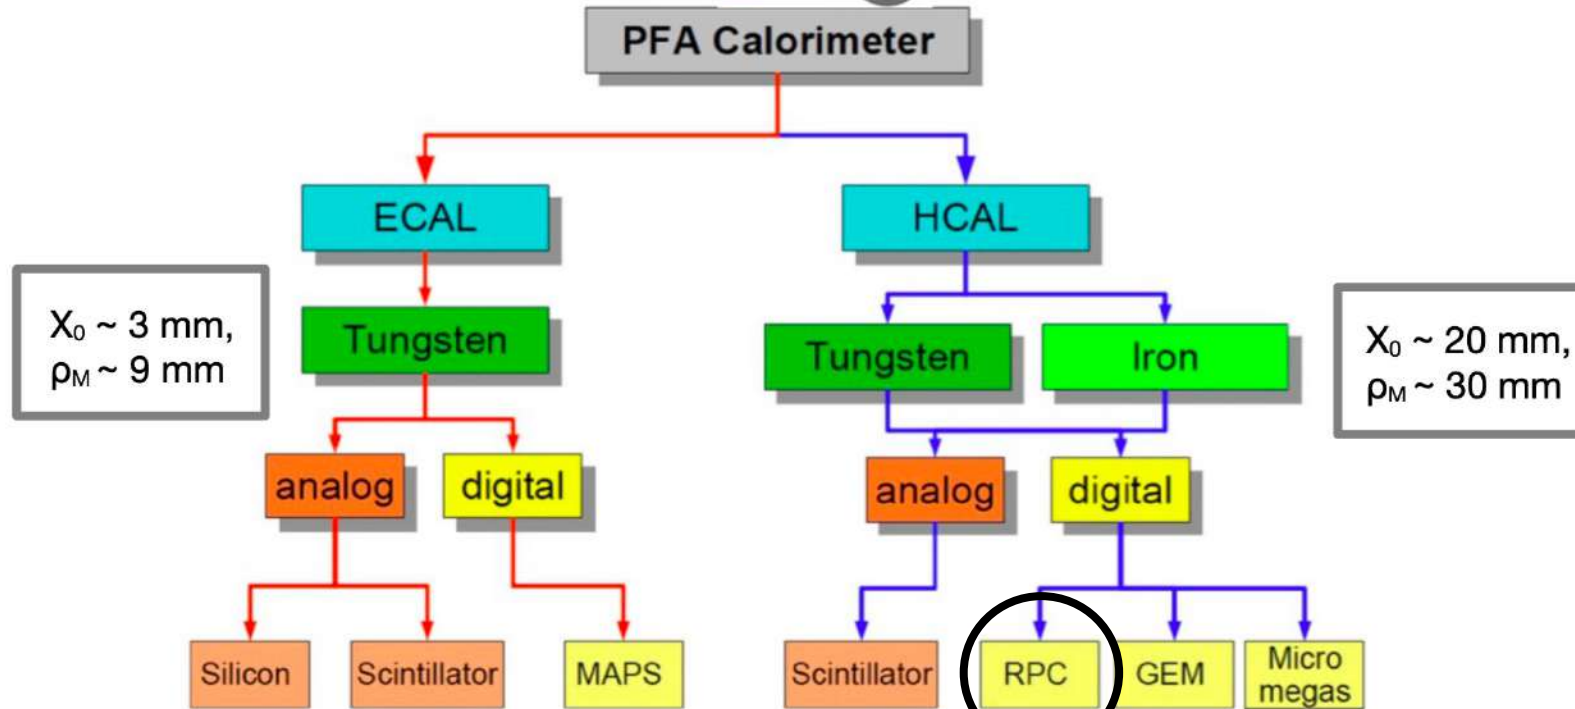 PFA Calorimeter
ECAL
HCAL
X₀ ~ 3 mm,
ρM ~ 9 mm
Tungsten
Tungsten
Iron
X₀ ~ 20 mm,
ρM ~ 30 mm
analog
digital
analog
digital
Silicon
Scintillator
MAPS
Scintillator
RPC
GEM
Micro
megas